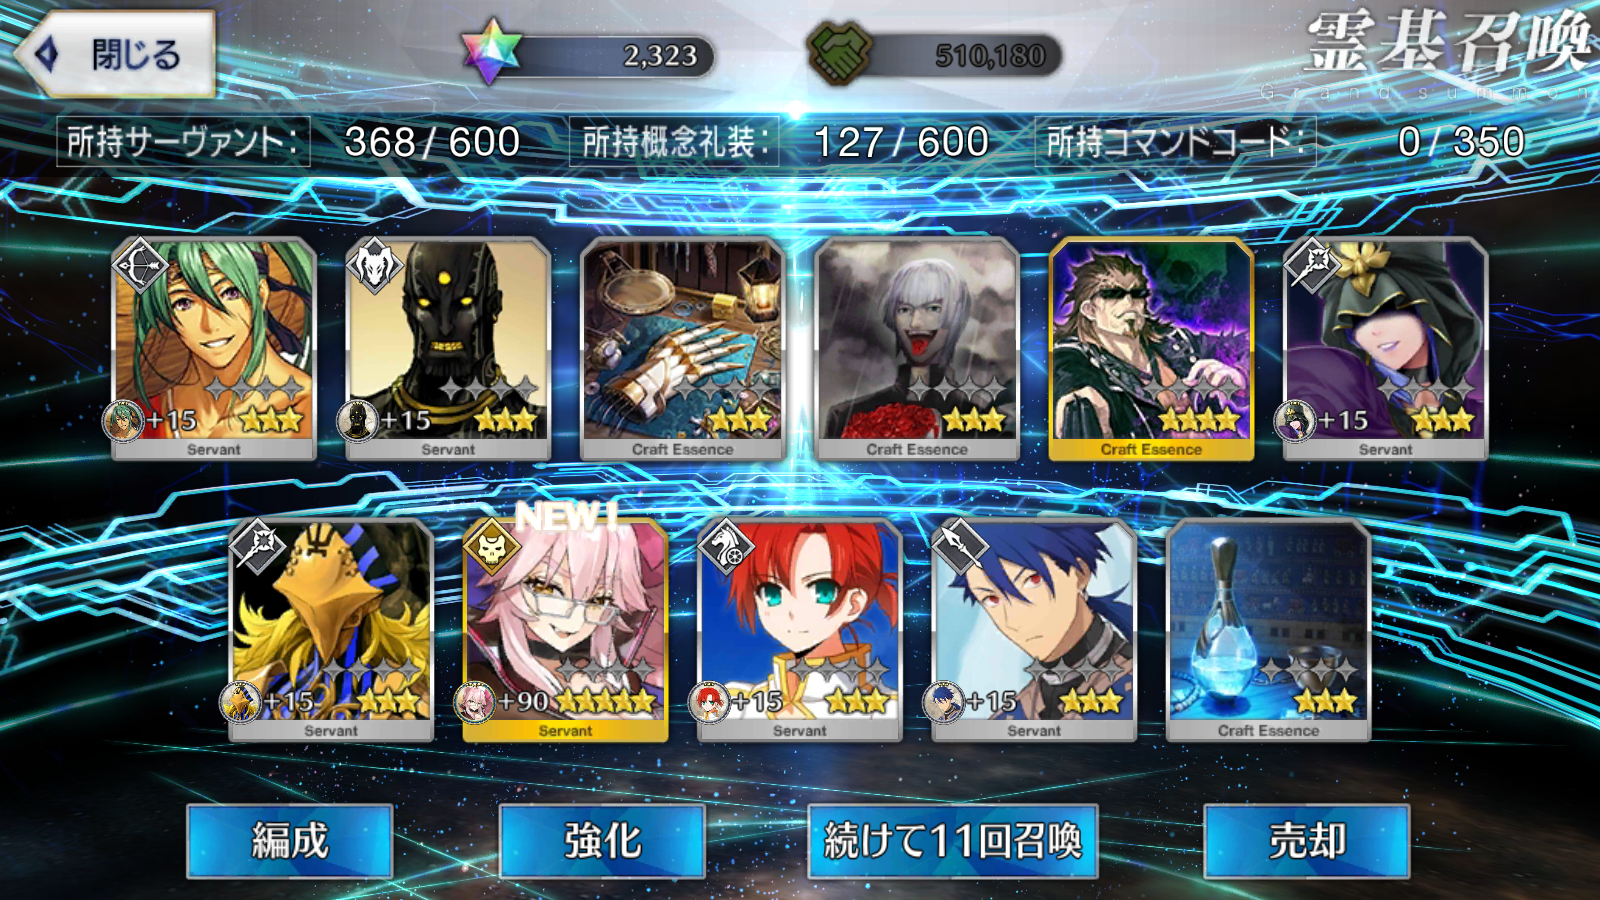 閉じる
2,323
510,180
霊基召喚
Grand summon
所持サーヴァント: 368/600
所持概念礼装: 127/600
所持コマンドコード: 0/350
+15
Servant
+15
Servant
Craft Essence
Craft Essence
Craft Essence
+15
Servant
+15
Servant
NEW!
+90
Servant
+15
Servant
+15
Servant
Craft Essence
編成
強化
続けて11回召喚
売却